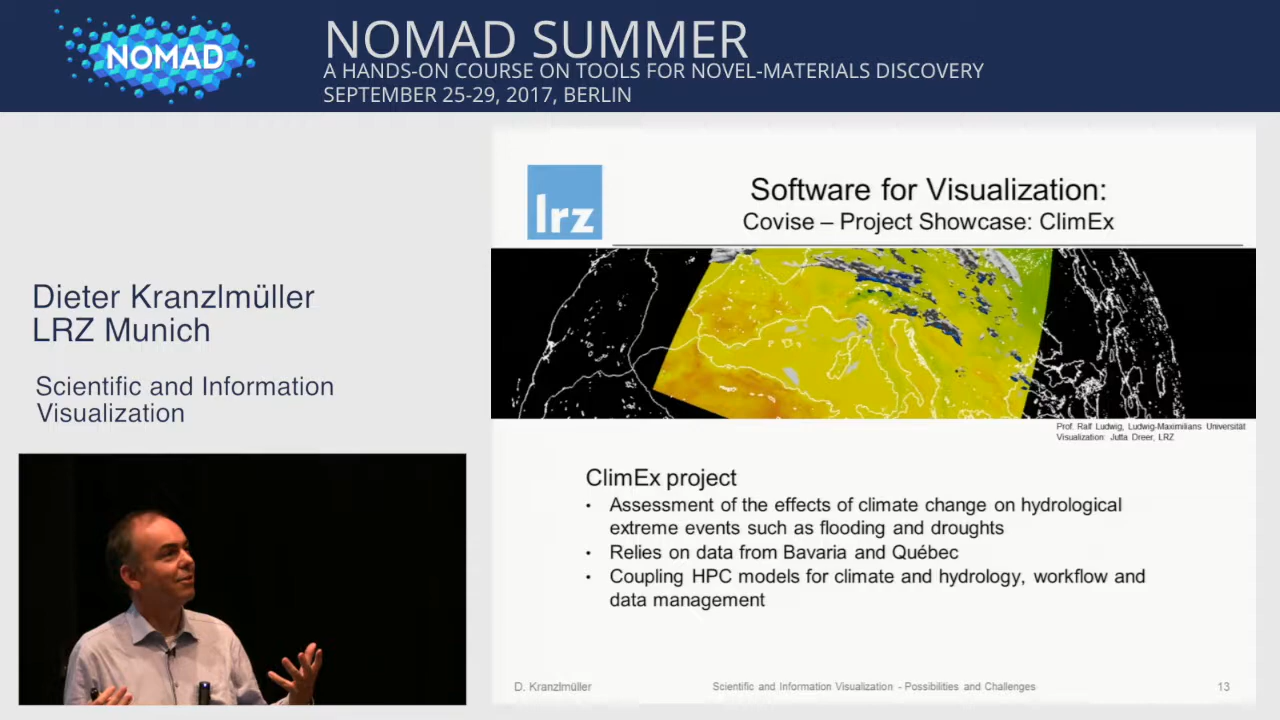 NOMAD
NOMAD SUMMER
A HANDS-ON COURSE ON TOOLS FOR NOVEL-MATERIALS DISCOVERY
SEPTEMBER 25-29, 2017, BERLIN
Dieter Kranzlmüller
LRZ Munich
Scientific and Information
Visualization
lrz
Software for Visualization:
Covise – Project Showcase: ClimEx
Prof. Ralf Ludwig, Ludwig-Maximilians Universität
Visualization: Jutta Dreer, LRZ
ClimEx project
• Assessment of the effects of climate change on hydrological
extreme events such as flooding and droughts
• Relies on data from Bavaria and Québec
• Coupling HPC models for climate and hydrology, workflow and
data management
D. Kranzlmüller
Scientific and Information Visualization - Possibilities and Challenges
13